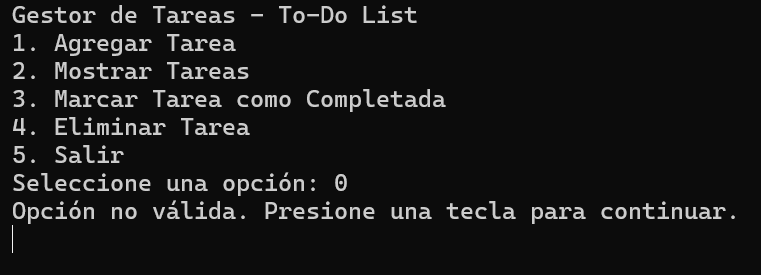 Gestor de Tareas - To-Do List
1. Agregar Tarea
2. Mostrar Tareas
3. Marcar Tarea como Completada
4. Eliminar Tarea
5. Salir
Seleccione una opción: 0
Opción no válida. Presione una tecla para continuar.